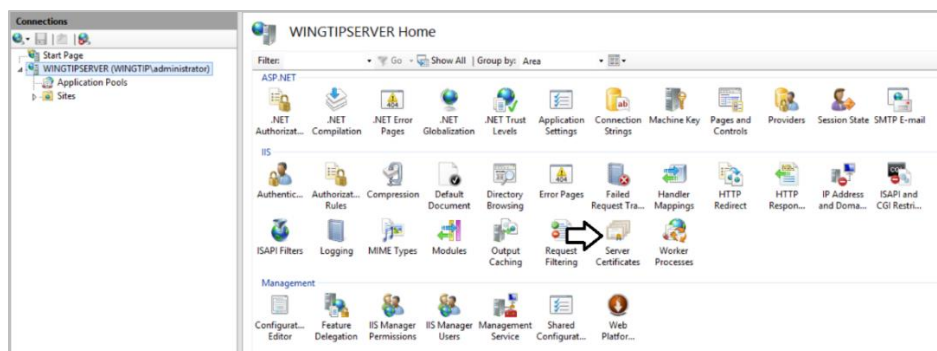 Connections
Start Page
WINGTIPSERVER (WINGTIP\administrator)
Application Pools
Sites
WINGTIPSERVER Home
Filter: Go Show All Group by: Area
ASP.NET
.NET Authorizat...
.NET Compilation
.NET Error Pages
.NET Globalization
.NET Trust Levels
Application Settings
Connection Strings
Machine Key
Pages and Controls
Providers
Session State
SMTP E-mail
IIS
Authentic...
Authorizat... Rules
Compression
Default Document
Directory Browsing
Error Pages
Failed Request Tra...
Handler Mappings
HTTP Redirect
HTTP Respon...
IP Address and Doma...
ISAPI and CGI Restri...
ISAPI Filters
Logging
MIME Types
Modules
Output Caching
Request Filtering
Server Certificates
Worker Processes
Management
Configurat... Editor
Feature Delegation
IIS Manager Permissions
IIS Manager Users
Management Service
Shared Configurat...
Web Platfor...